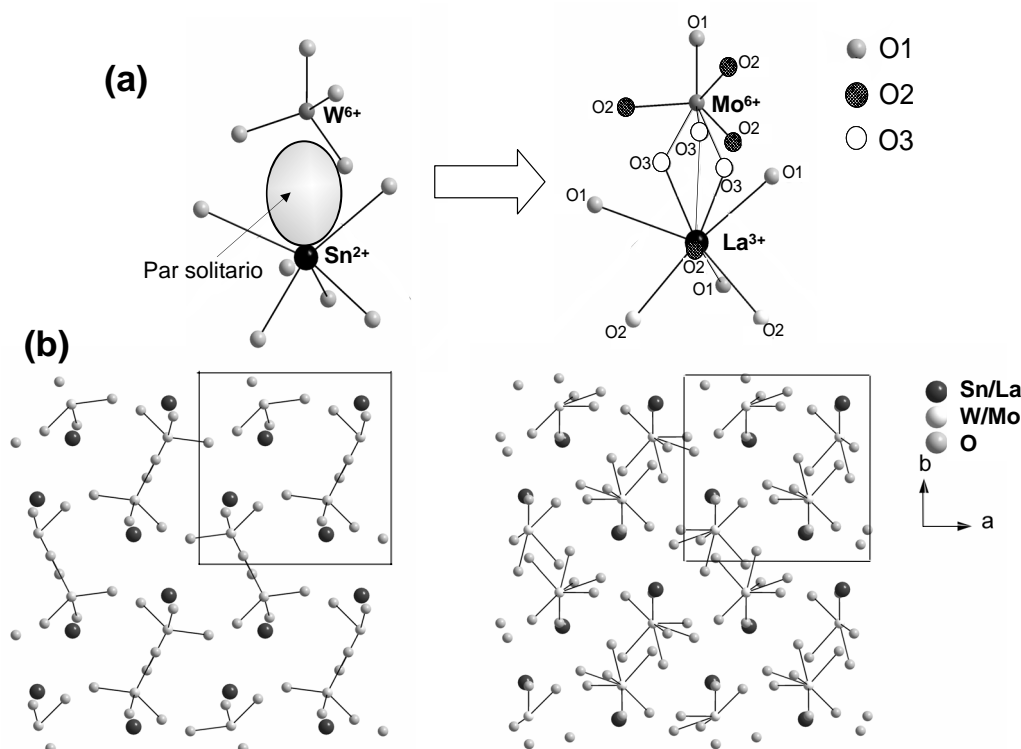 (a)
W6+
Sn2+
Par solitario
O1
O2
O2
Mo6+
O2
O3
O3
O3
O1
O1
La3+
O2
O1
O2
O2
O1
O2
O3
(b)
Sn/La
W/Mo
O
b
a